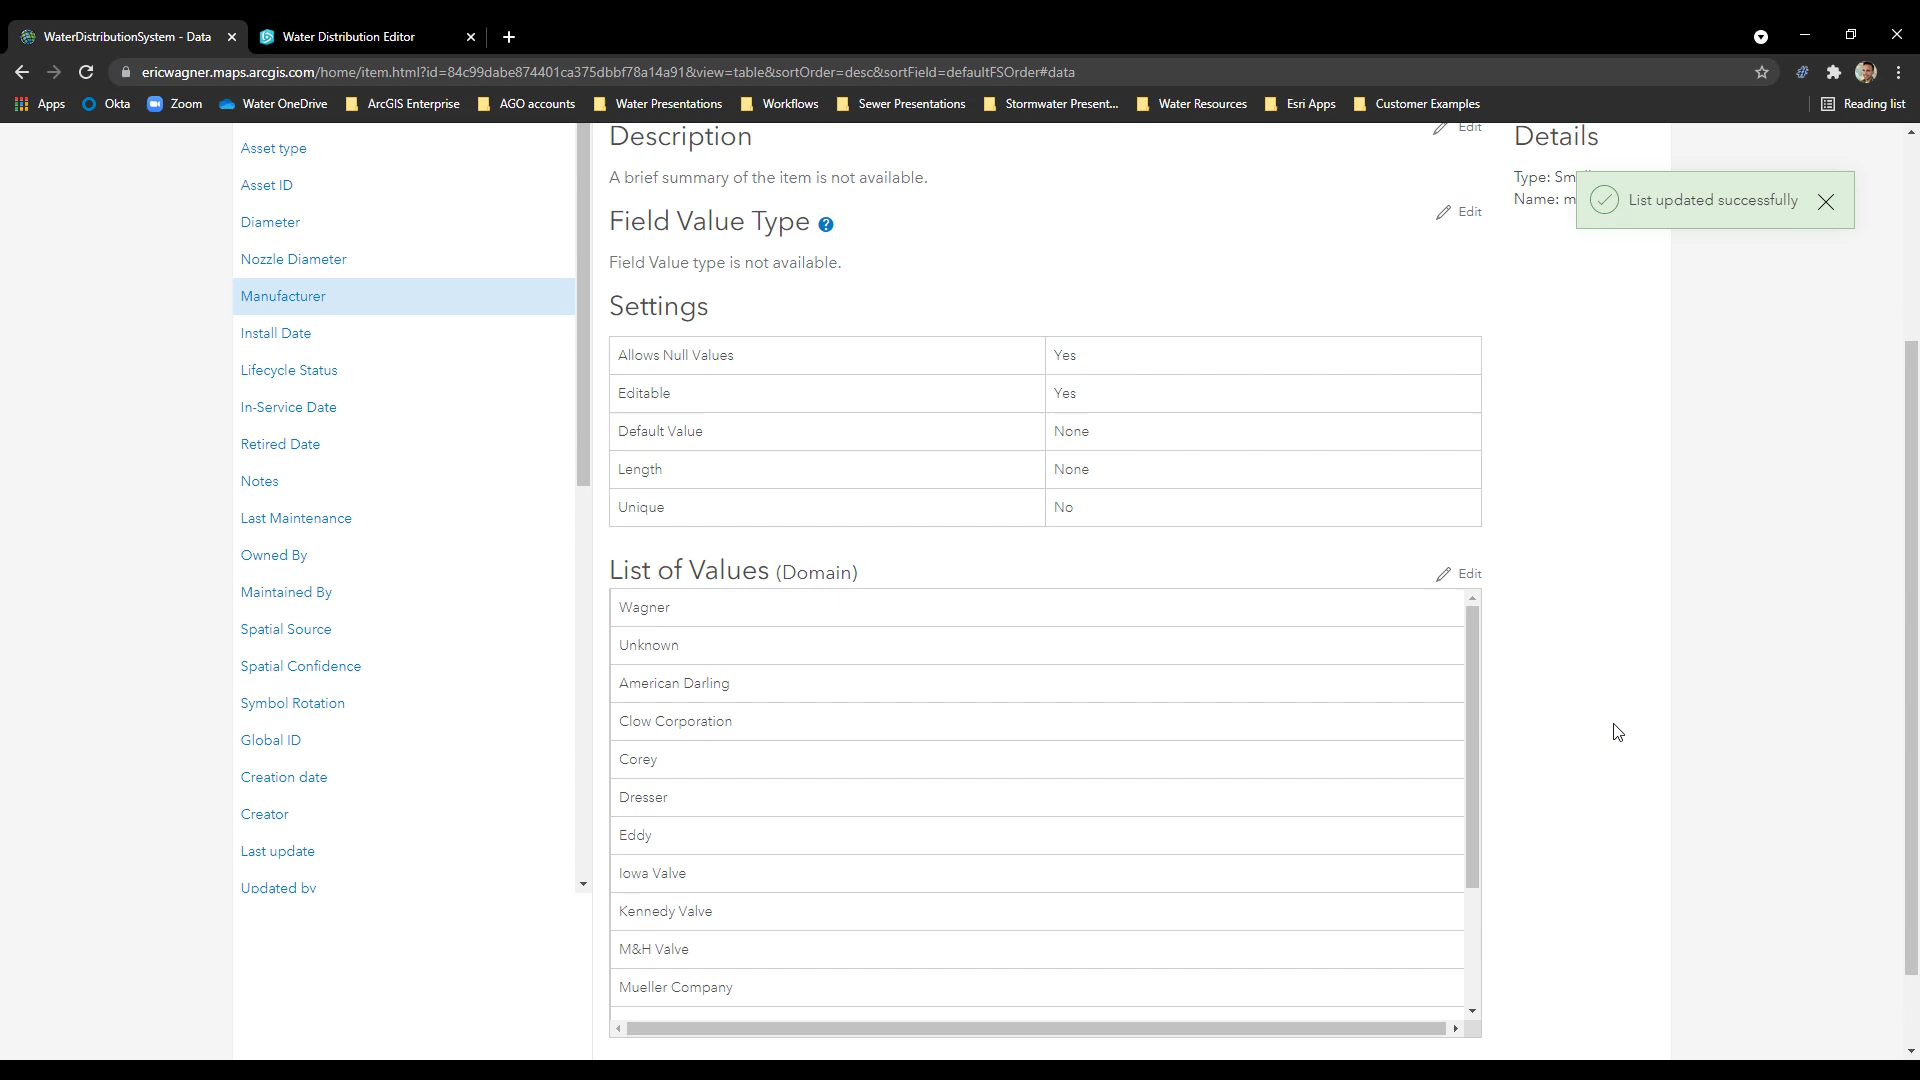 WaterDistributionSystem - Data
Water Distribution Editor
ericwagner.maps.arcgis.com/home/item.html?id=84c99dabe874401ca375dbbf78a14a91&view=table&sortOrder=desc&sortField=defaultFSOrder#data
Apps
Okta
Zoom
Water OneDrive
ArcGIS Enterprise
AGO accounts
Water Presentations
Workflows
Sewer Presentations
Stormwater Present...
Water Resources
Esri Apps
Customer Examples
Reading list
Asset type
Asset ID
Diameter
Nozzle Diameter
Manufacturer
Install Date
Lifecycle Status
In-Service Date
Retired Date
Notes
Last Maintenance
Owned By
Maintained By
Spatial Source
Spatial Confidence
Symbol Rotation
Global ID
Creation date
Creator
Last update
Updated by
Description
Edit
A brief summary of the item is not available.
Field Value Type ?
Edit
Field Value type is not available.
Settings
Allows Null Values Yes
Editable Yes
Default Value None
Length None
Unique No
List of Values (Domain)
Edit
Wagner
Unknown
American Darling
Clow Corporation
Corey
Dresser
Eddy
Iowa Valve
Kennedy Valve
M&H Valve
Mueller Company
Details
Type:
Name:
List updated successfully